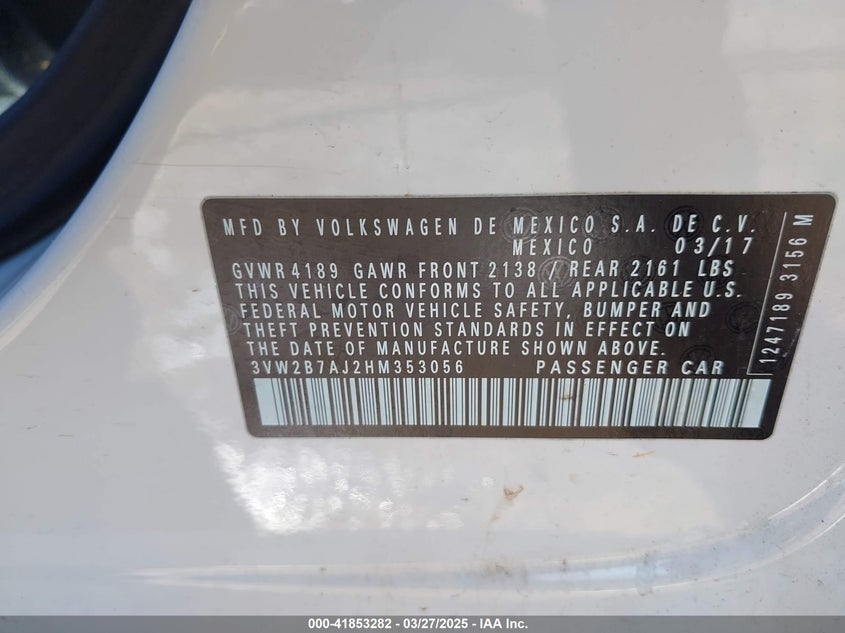 MFD BY VOLKSWAGEN DE MEXICO S.A. DE C.V.
MEXICO 03/17
GVWR 4189 GAWR FRONT 2138 / REAR 2161 LBS
THIS VEHICLE CONFORMS TO ALL APPLICABLE U.S.
FEDERAL MOTOR VEHICLE SAFETY, BUMPER AND
THEFT PREVENTION STANDARDS IN EFFECT ON
THE DATE OF MANUFACTURE SHOWN ABOVE.
3VW2B7AJ2HM353056 PASSENGER CAR
1247189 3156 M
000-41853282 - 03/27/2025 - IAA Inc.